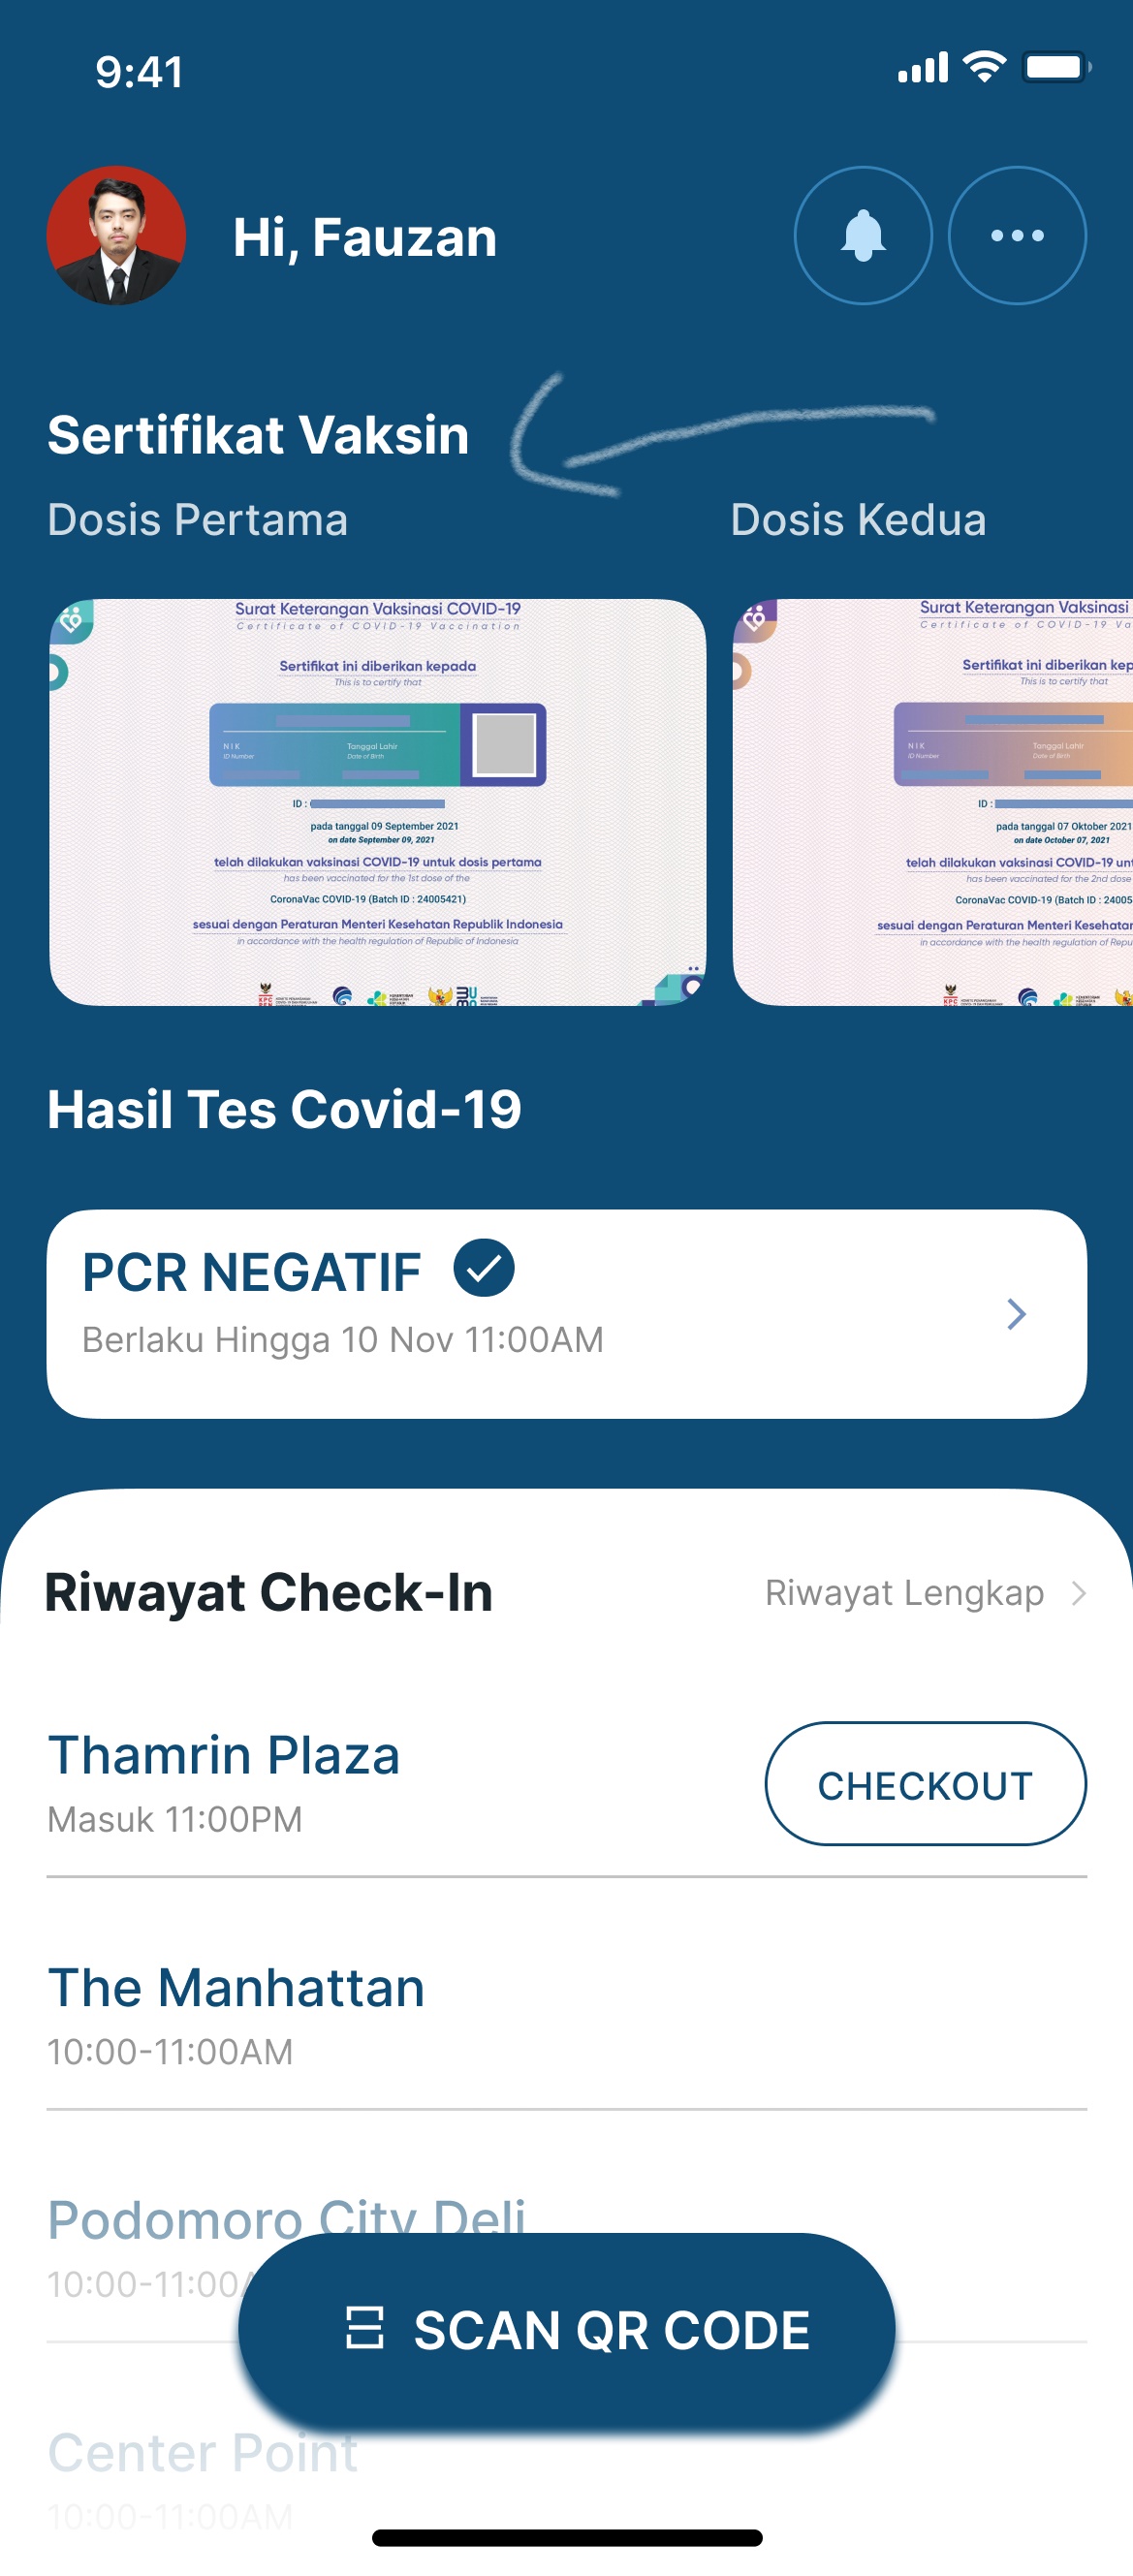 9:41
Hi, Fauzan
Sertifikat Vaksin
Dosis Pertama
Dosis Kedua
Surat Keterangan Vaksinasi COVID-19
Certificate of COVID-19 Vaccination
Sertifikat ini diberikan kepada
This is to certify that
NIK
ID Number
Tanggal Lahir
Date of Birth
ID :
pada tanggal 09 September 2021
on date September 09, 2021
telah dilakukan vaksinasi COVID-19 untuk dosis pertama
has been vaccinated for the 1st dose of the
CoronaVac COVID-19 (Batch ID : 24005421)
sesuai dengan Peraturan Menteri Kesehatan Republik Indonesia
in accordance with the health regulation of Republic of Indonesia
Surat Keterangan Vaksinasi
Certificate of COVID-19 Va
Sertifikat ini diberikan kep
This is to certify that
NIK
ID Number
Tanggal Lahir
Date of Birth
ID :
pada tanggal 07 Oktober 2021
on date October 07, 2021
telah dilakukan vaksinasi COVID-19 unt
has been vaccinated for the 2nd dose
CoronaVac COVID-19 (Batch ID : 24005
sesuai dengan Peraturan Menteri Kesehatan
in accordance with the health regulation of Repu
Hasil Tes Covid-19
PCR NEGATIF
Berlaku Hingga 10 Nov 11:00AM
Riwayat Check-In
Riwayat Lengkap
Thamrin Plaza
Masuk 11:00PM
CHECKOUT
The Manhattan
10:00-11:00AM
Podomoro City Deli
10:00-11:00A
SCAN QR CODE
Center Point
10:00-11:00AM